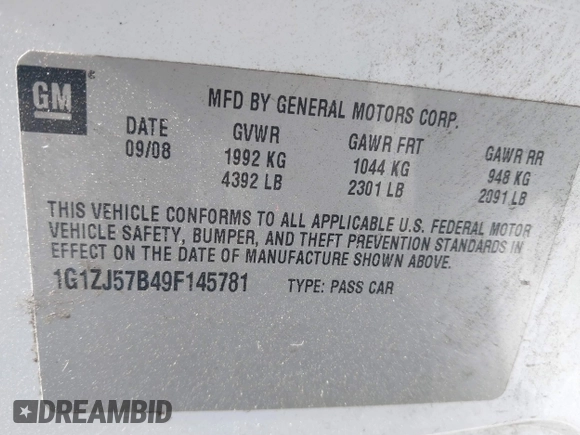 GM
MFD BY GENERAL MOTORS CORP.
DATE GVWR GAWR FRT GAWR RR
09/08 1992 KG 1044 KG 948 KG
4392 LB 2301 LB 2091 LB
THIS VEHICLE CONFORMS TO ALL APPLICABLE U.S. FEDERAL MOTOR
VEHICLE SAFETY, BUMPER, AND THEFT PREVENTION STANDARDS IN
EFFECT ON THE DATE OF MANUFACTURE SHOWN ABOVE.
1G1ZJ57B49F145781 TYPE: PASS CAR
DREAMBID